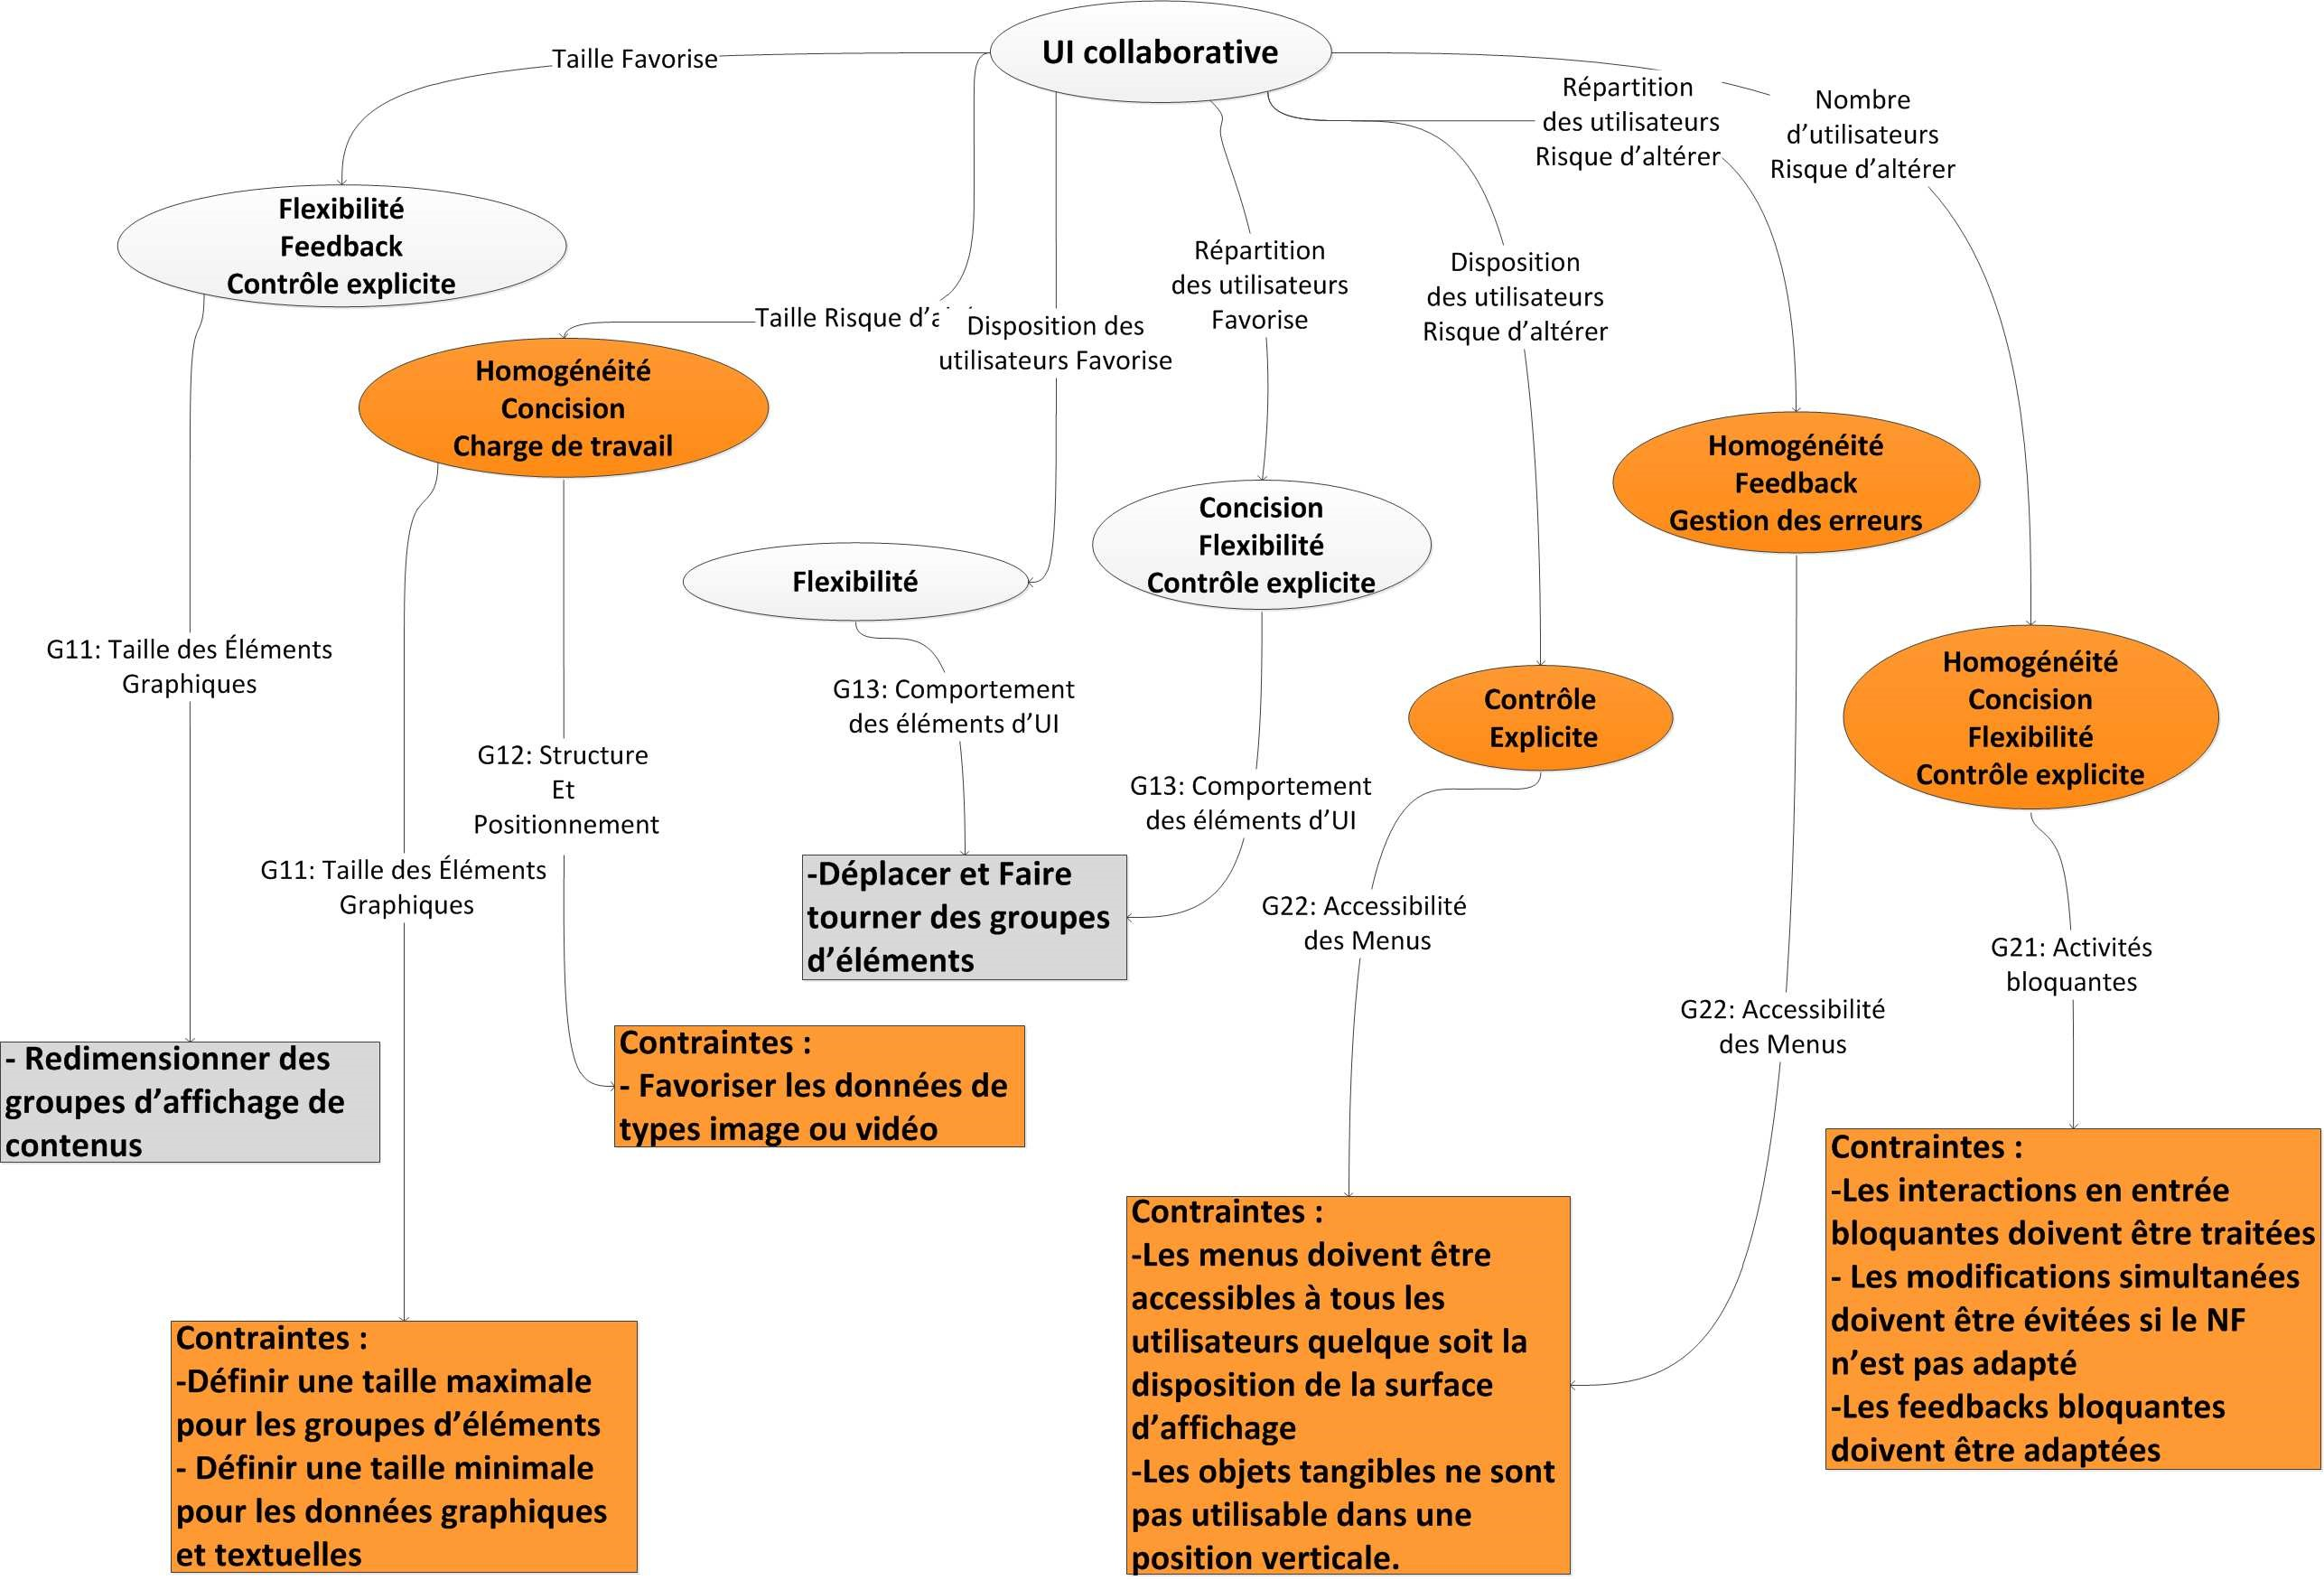 UI collaborative
Taille Favorise
Répartition
des utilisateurs
Risque d'altérer
Nombre
d'utilisateurs
Risque d'altérer
Flexibilité
Feedback
Contrôle explicite
Répartition
des utilisateurs
Favorise
Disposition
des utilisateurs
Risque d'altérer
Taille Risque
Disposition des
utilisateurs Favorise
Homogénéité
Concision
Charge de travail
Homogénéité
Feedback
Gestion des erreurs
Concision
Flexibilité
Contrôle explicite
Flexibilité
G11: Taille des Éléments
Graphiques
G13: Comportement
des éléments d'UI
Contrôle
Explicite
Homogénéité
Concision
Flexibilité
Contrôle explicite
G12: Structure
Et
Positionnement
G13: Comportement
des éléments d'UI
G11: Taille des Éléments
Graphiques
-Déplacer et Faire
tourner des groupes
d'éléments
G22: Accessibilité
des Menus
G21: Activités
bloquantes
G22: Accessibilité
des Menus
- Redimensionner des
groupes d'affichage de
contenus
Contraintes :
- Favoriser les données de
types image ou vidéo
Contraintes :
-Les interactions en entrée
bloquantes doivent être traitées
- Les modifications simultanées
doivent être évitées si le NF
n'est pas adapté
-Les feedbacks bloquantes
doivent être adaptées
Contraintes :
-Les menus doivent être
accessibles à tous les
utilisateurs quelque soit la
disposition de la surface
d'affichage
-Les objets tangibles ne sont
pas utilisable dans une
position verticale.
Contraintes :
-Définir une taille maximale
pour les groupes d'éléments
- Définir une taille minimale
pour les données graphiques
et textuelles